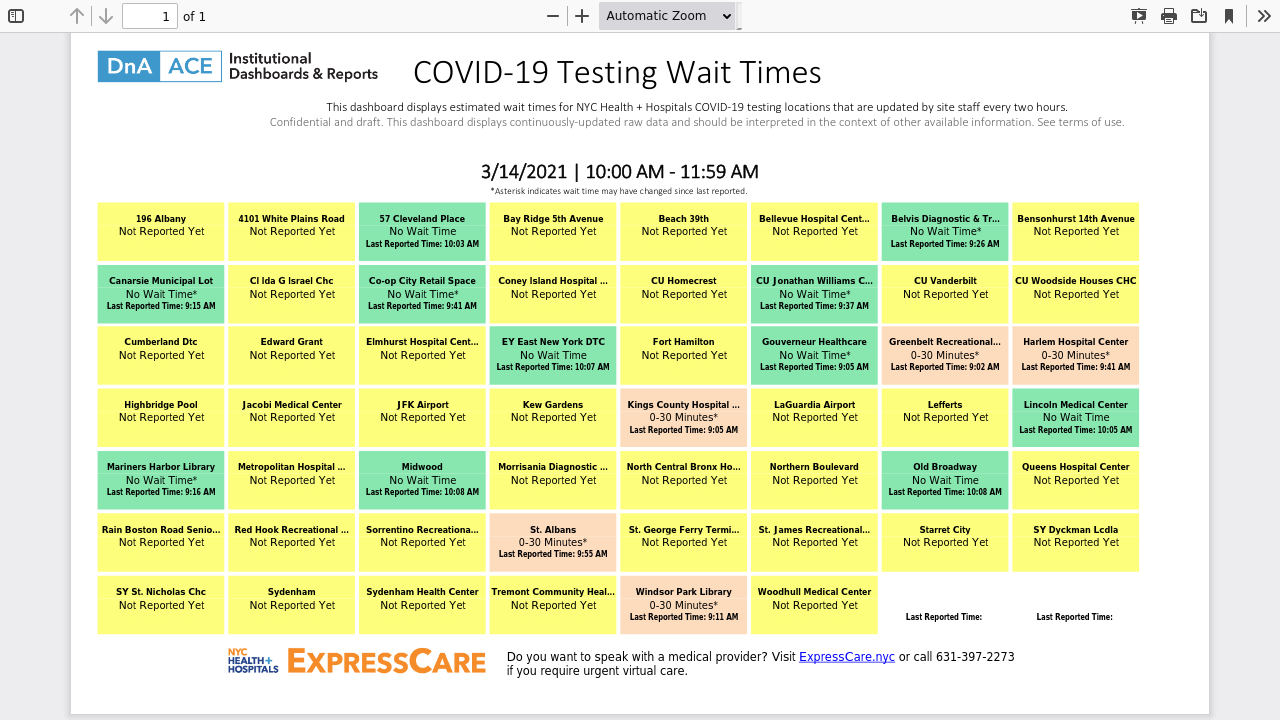 1 of 1 Automatic Zoom
DnA ACE Institutional
Dashboards & Reports
COVID-19 Testing Wait Times
This dashboard displays estimated wait times for NYC Health + Hospitals COVID-19 testing locations that are updated by site staff every two hours.
Confidential and draft. This dashboard displays continuously-updated raw data and should be interpreted in the context of other available information. See terms of use.
3/14/2021 | 10:00 AM - 11:59 AM
*Asterisk indicates wait time may have changed since last reported.
196 Albany 4101 White Plains Road 57 Cleveland Place Bay Ridge 5th Avenue Beach 39th Bellevue Hospital Cent... Belvis Diagnostic & Tr... Bensonhurst 14th Avenue
Not Reported Yet Not Reported Yet No Wait Time Not Reported Yet Not Reported Yet Not Reported Yet No Wait Time* Not Reported Yet
Last Reported Time: 10:03 AM Last Reported Time: 9:26 AM
Canarsie Municipal Lot CI Ida G Israel Chc Co-op City Retail Space Coney Island Hospital ... CU Homecrest CU Jonathan Williams C... CU Vanderbilt CU Woodside Houses CHC
No Wait Time* Not Reported Yet No Wait Time* Not Reported Yet Not Reported Yet No Wait Time* Not Reported Yet Not Reported Yet
Last Reported Time: 9:15 AM Last Reported Time: 9:41 AM Last Reported Time: 9:37 AM
Cumberland Dtc Edward Grant Elmhurst Hospital Cent... EY East New York DTC Fort Hamilton Gouverneur Healthcare Greenbelt Recreational... Harlem Hospital Center
Not Reported Yet Not Reported Yet Not Reported Yet No Wait Time Not Reported Yet No Wait Time* 0-30 Minutes* 0-30 Minutes*
Last Reported Time: 10:07 AM Last Reported Time: 9:05 AM Last Reported Time: 9:02 AM Last Reported Time: 9:41 AM
Highbridge Pool Jacobi Medical Center JFK Airport Kew Gardens Kings County Hospital ... LaGuardia Airport Lefferts Lincoln Medical Center
Not Reported Yet Not Reported Yet Not Reported Yet Not Reported Yet 0-30 Minutes* Not Reported Yet Not Reported Yet No Wait Time
Last Reported Time: 9:05 AM Last Reported Time: 10:05 AM
Mariners Harbor Library Metropolitan Hospital ... Midwood Morrisania Diagnostic ... North Central Bronx Ho... Northern Boulevard Old Broadway Queens Hospital Center
No Wait Time* Not Reported Yet No Wait Time Not Reported Yet Not Reported Yet Not Reported Yet No Wait Time Not Reported Yet
Last Reported Time: 9:16 AM Last Reported Time: 10:08 AM Last Reported Time: 10:08 AM
Rain Boston Road Senio... Red Hook Recreational ... Sorrentino Recreationa... St. Albans St. George Ferry Termi... St. James Recreational... Starret City SY Dyckman Lcdla
Not Reported Yet Not Reported Yet Not Reported Yet 0-30 Minutes* Not Reported Yet Not Reported Yet Not Reported Yet Not Reported Yet
Last Reported Time: 9:55 AM
SY St. Nicholas Chc Sydenham Sydenham Health Center Tremont Community Heal... Windsor Park Library Woodhull Medical Center
Not Reported Yet Not Reported Yet Not Reported Yet Not Reported Yet 0-30 Minutes* Not Reported Yet
Last Reported Time: 9:11 AM Last Reported Time: Last Reported Time:
NYC
HEALTH+
HOSPITALS
EXPRESSCARE
Do you want to speak with a medical provider? Visit ExpressCare.nyc or call 631-397-2273
if you require urgent virtual care.